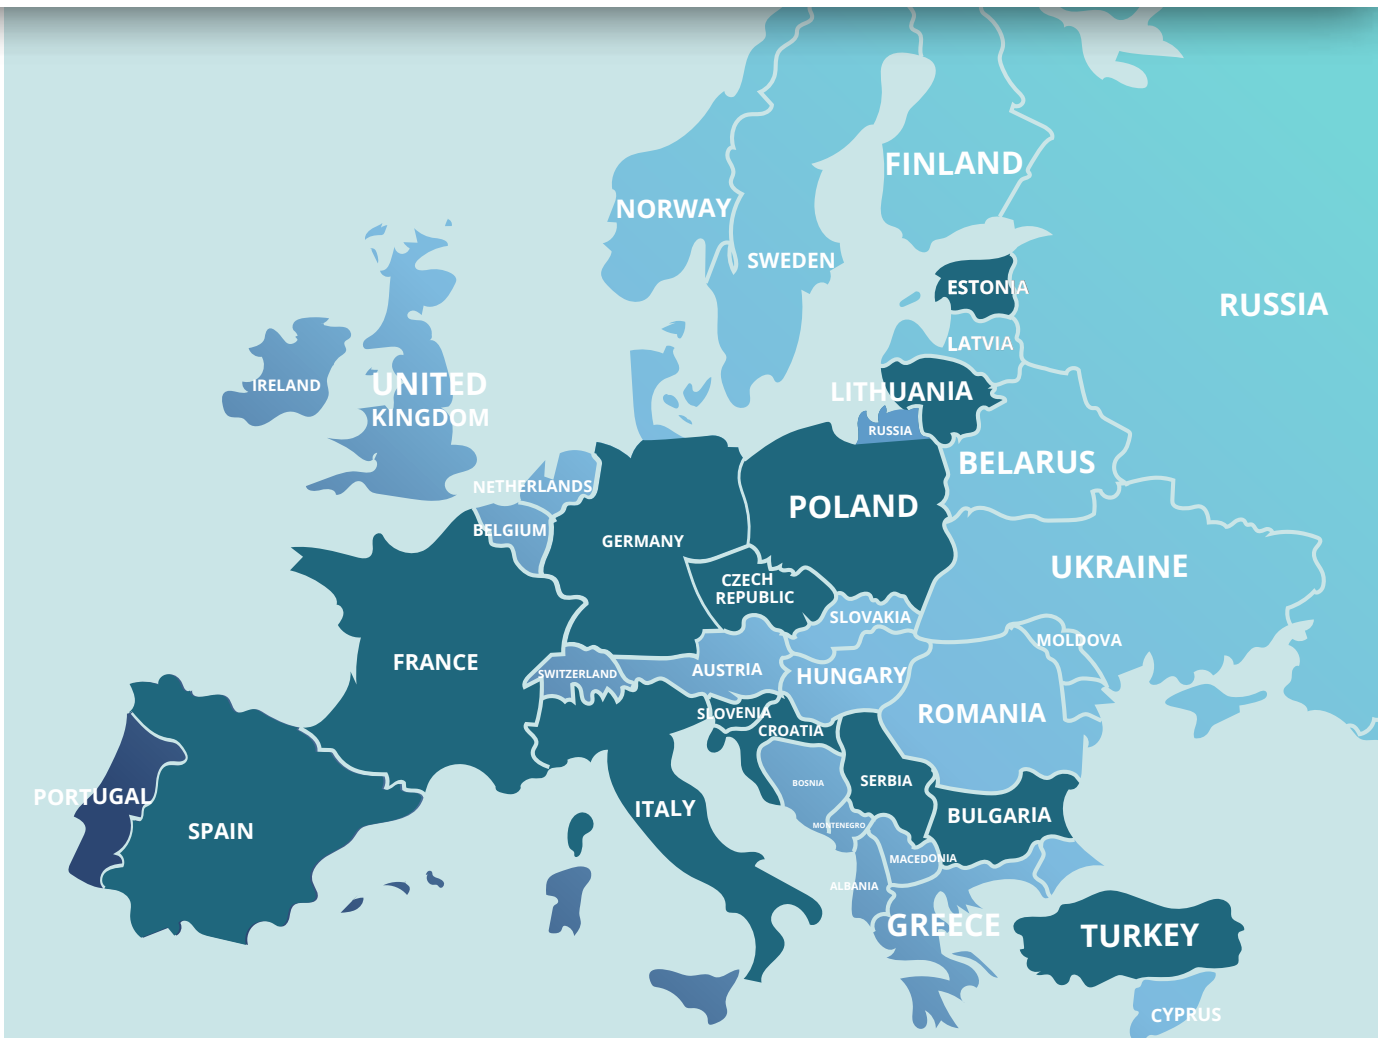 FINLAND
NORWAY
SWEDEN
ESTONIA
RUSSIA
LATVIA
IRELAND
UNITED
KINGDOM
LITHUANIA
RUSSIA
BELARUS
NETHERLANDS
POLAND
BELGIUM
GERMANY
UKRAINE
CZECH
REPUBLIC
SLOVAKIA
MOLDOVA
FRANCE
SWITZERLAND
AUSTRIA
HUNGARY
SLOVENIA
ROMANIA
CROATIA
BOSNIA
SERBIA
PORTUGAL
ITALY
BULGARIA
SPAIN
MONTENEGRO
MACEDONIA
ALBANIA
GREECE
TURKEY
CYPRUS